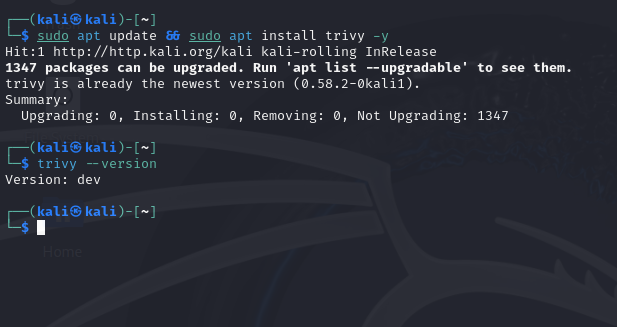 ┌──(kali㉿kali)-[~]
└─$ sudo apt update && sudo apt install trivy -y
Hit:1 http://http.kali.org/kali kali-rolling InRelease
1347 packages can be upgraded. Run 'apt list --upgradable' to see them.
trivy is already the newest version (0.58.2-0kali1).
Summary:
  Upgrading: 0, Installing: 0, Removing: 0, Not Upgrading: 1347
┌──(kali㉿kali)-[~]
└─$ trivy --version
Version: dev
┌──(kali㉿kali)-[~]
└─$
Home